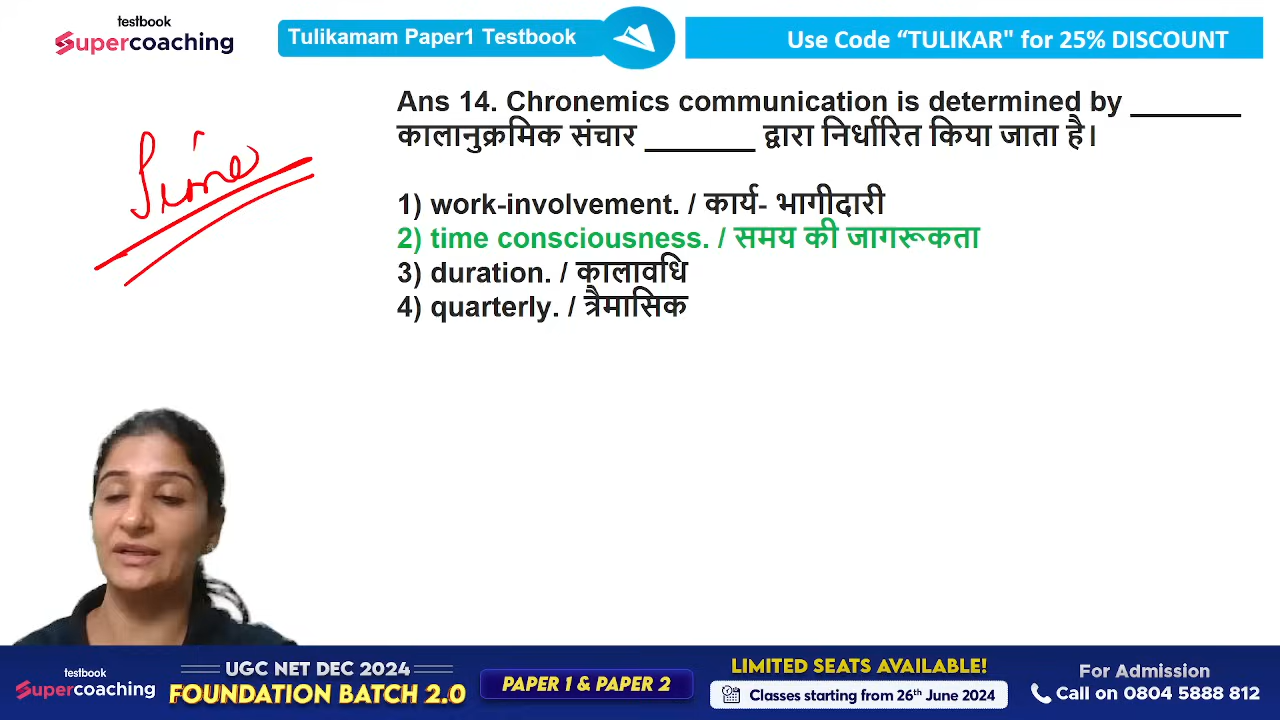 testbook
Supercoaching
Tulikamam Paper1 Testbook
Use Code “TULIKAR" for 25% DISCOUNT
Ans 14. Chronemics communication is determined by _______
कालानुक्रमिक संचार _______ द्वारा निर्धारित किया जाता है।
Time
1) work-involvement. / कार्य- भागीदारी
2) time consciousness. / समय की जागरूकता
3) duration. / कालावधि
4) quarterly. / त्रैमासिक
testbook
Supercoaching
UGC NET DEC 2024
FOUNDATION BATCH 2.0
PAPER 1 & PAPER 2
LIMITED SEATS AVAILABLE!
Classes starting from 26th June 2024
For Admission
Call on 0804 5888 812